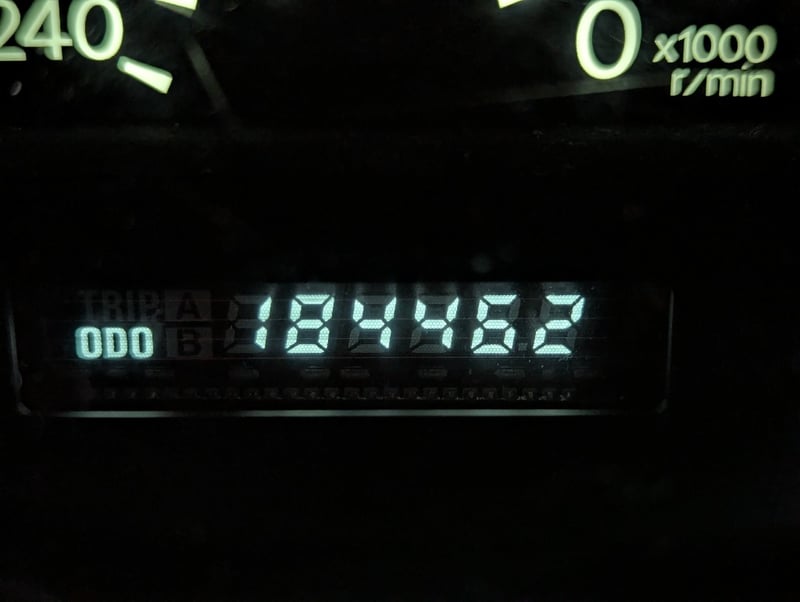 240
0 x1000
r/min
TRIP A
ODO B 184462